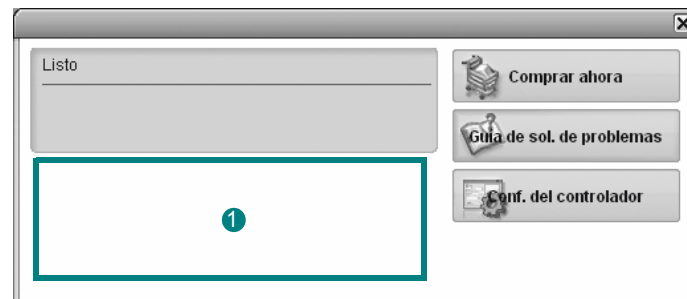 Listo
Comprar ahora
Guía de sol. de problemas
Conf. del controlador
1